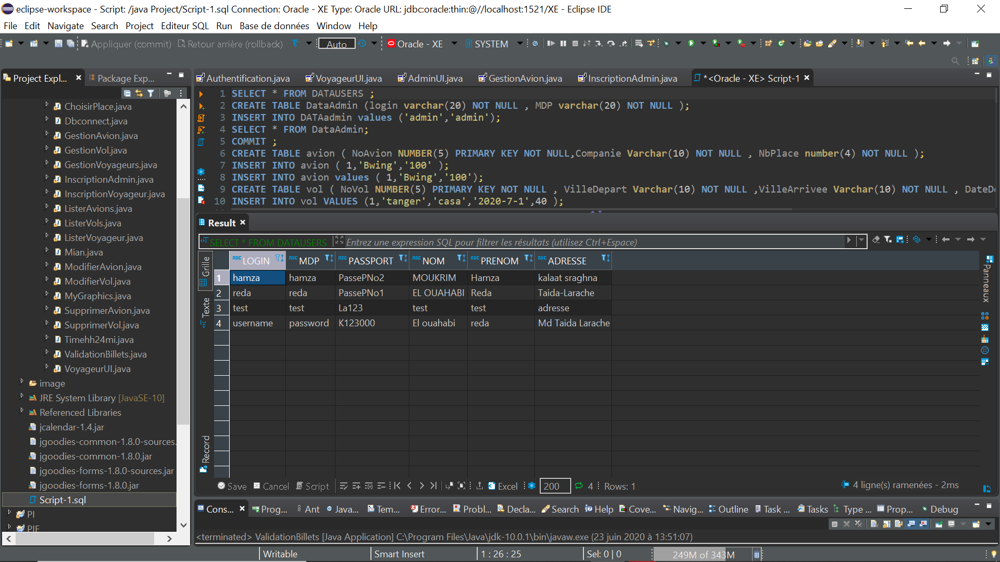 eclipse-workspace - Script: /java Project/Script-1.sql Connection: Oracle - XE Type: Oracle URL: jdbc:oracle:thin:@//localhost:1521/XE - Eclipse IDE
File Edit Navigate Search Project Editeur SQL Run Base de données Window Help
Appliquer (commit) Retour arrière (rollback) Auto Oracle - XE SYSTEM
Project Expl... Package Exp...
ChoisirPlace.java
Dbconnect.java
GestionAvion.java
GestionVol.java
GestionVoyageurs.java
InscriptionAdmin.java
InscriptionVoyageur.java
ListerAvions.java
ListerVols.java
ListerVoyageur.java
Mian.java
ModifierAvion.java
ModifierVol.java
MyGraphics.java
SupprimerAvion.java
SupprimerVol.java
Timehh24mi.java
ValidationBillets.java
VoyageurUI.java
image
JRE System Library [JavaSE-10]
Referenced Libraries
jcalendar-1.4.jar
jgoodies-common-1.8.0-sources.
jgoodies-common-1.8.0.jar
jgoodies-forms-1.8.0-sources.jar
jgoodies-forms-1.8.0.jar
Script-1.sql
PI
PIF
Authentification.java VoyageurUI.java AdminUI.java GestionAvion.java InscriptionAdmin.java *<Oracle - XE> Script-1
1 SELECT * FROM DATAUSERS ;
2 CREATE TABLE DataAdmin (login varchar(20) NOT NULL , MDP varchar(20) NOT NULL );
3 INSERT INTO DATAadmin values ('admin','admin');
4 SELECT * FROM DataAdmin;
5 COMMIT ;
6 CREATE TABLE avion ( NoAvion NUMBER(5) PRIMARY KEY NOT NULL,Companie Varchar(10) NOT NULL , NbPlace number(4) NOT NULL );
7 INSERT INTO avion ( 1,'Bwing','100' );
8 INSERT INTO avion values ( 1,'Bwing','100');
9 CREATE TABLE vol ( NoVol NUMBER(5) PRIMARY KEY NOT NULL , VilleDepart Varchar(10) NOT NULL ,VilleArrivee Varchar(10) NOT NULL , DateDe
10 INSERT INTO vol VALUES (1,'tanger','casa','2020-7-1',40 );
Result
SELECT * FROM DATAUSERS Entrez une expression SQL pour filtrer les résultats (utilisez Ctrl+Espace)
Grille
Texte
Record
Panneaux
LOGIN MDP PASSPORT NOM PRENOM ADRESSE
1 hamza hamza PassePNo2 MOUKRIM Hamza kalaat sraghna
2 reda reda PassePNo1 EL OUAHABI Reda Taida-Larache
3 test test La123 test test adresse
4 username password K123000 El ouahabi reda Md Taida Larache
Save Cancel Script Excel 200 4 Rows: 1 4 ligne(s) ramenées - 2ms
Cons... Prog... Ant Java... Tem... Error... Probl... Decla... Search Help Cove... Navig... Outline Task ... Tasks Type ... Prop... Debug
<terminated> ValidationBillets [Java Application] C:\Program Files\Java\jdk-10.0.1\bin\javaw.exe (23 juin 2020 à 13:51:07)
Writable Smart Insert 1 : 26 : 25 Sel: 0 | 0 249M of 343M